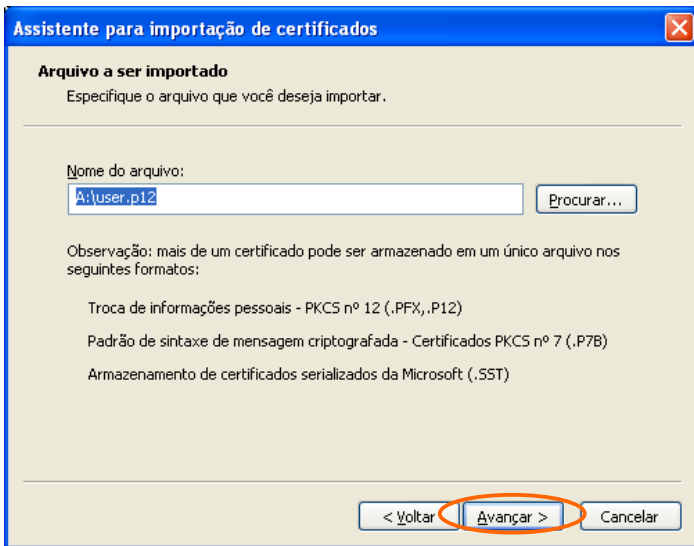 Assistente para importação de certificados
Arquivo a ser importado
Especifique o arquivo que você deseja importar.
Nome do arquivo:
A:\user.p12
Procurar...
Observação: mais de um certificado pode ser armazenado em um único arquivo nos
seguintes formatos:
Troca de informações pessoais - PKCS nº 12 (.PFX,.P12)
Padrão de sintaxe de mensagem criptografada - Certificados PKCS nº 7 (.P7B)
Armazenamento de certificados serializados da Microsoft (.SST)
< Voltar Avançar > Cancelar